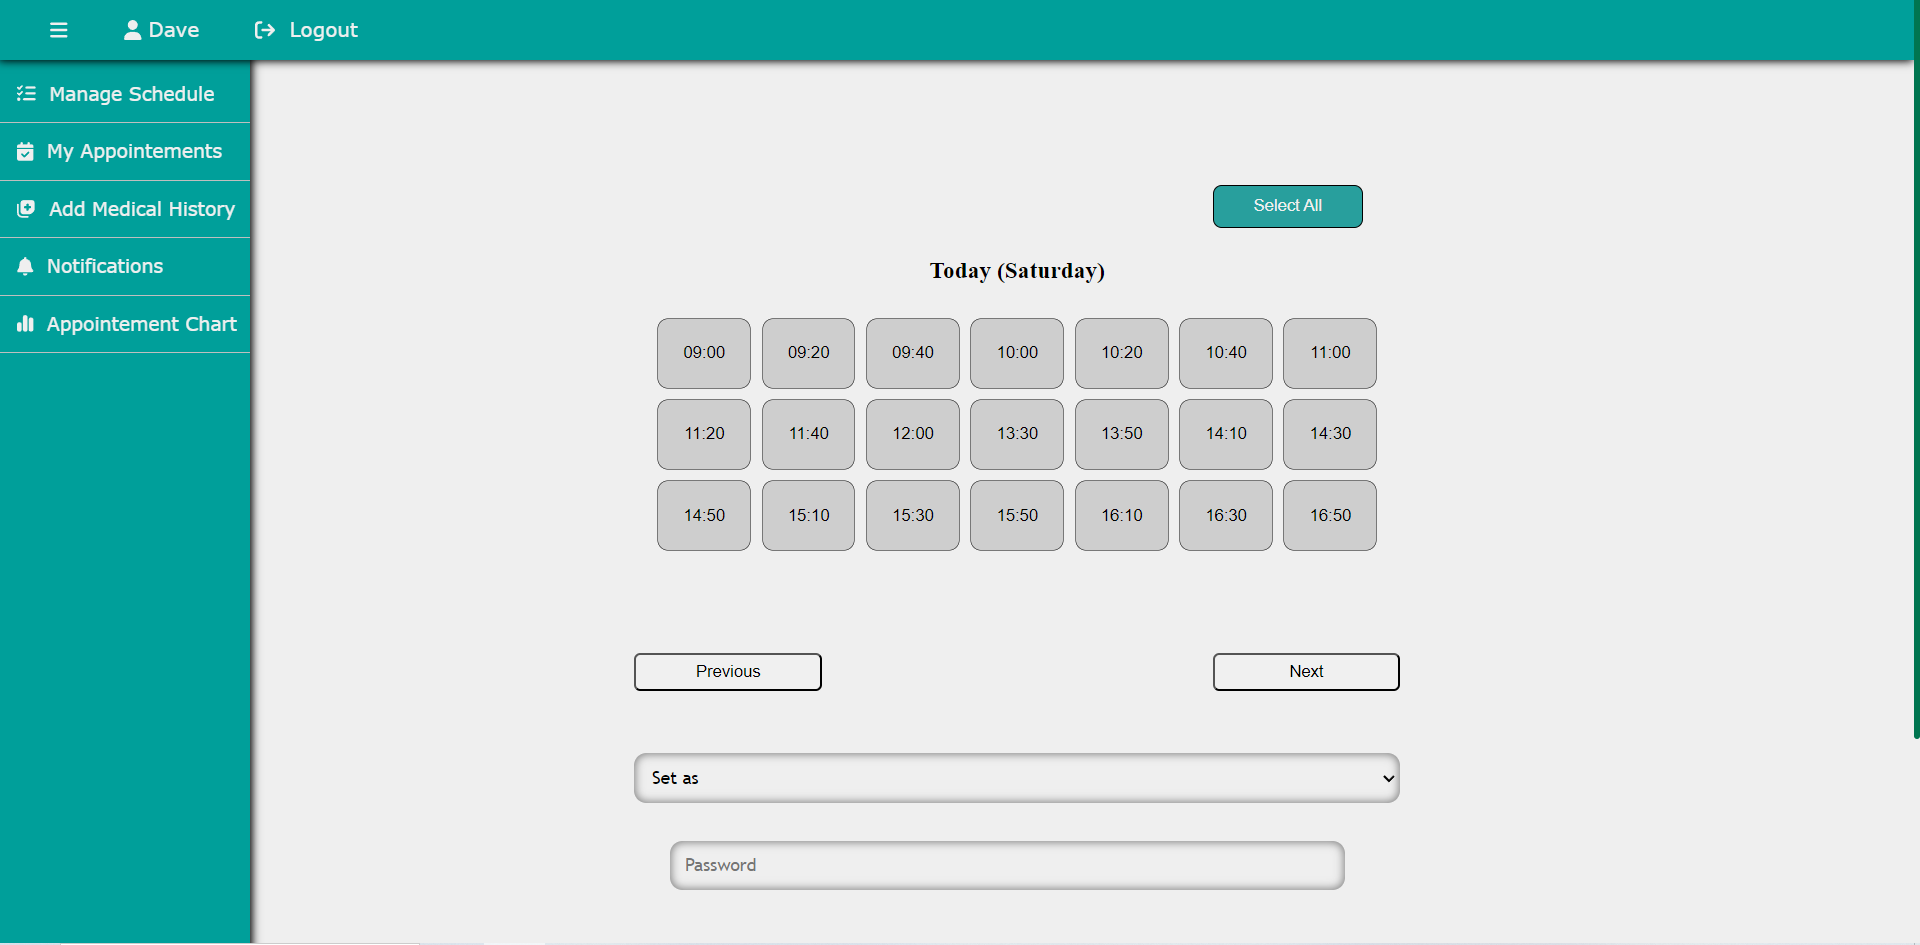 Dave Logout
Manage Schedule
My Appointements
Add Medical History
Notifications
Appointement Chart
Select All
Today (Saturday)
09:00 09:20 09:40 10:00 10:20 10:40 11:00
11:20 11:40 12:00 13:30 13:50 14:10 14:30
14:50 15:10 15:30 15:50 16:10 16:30 16:50
Previous Next
Set as
Password